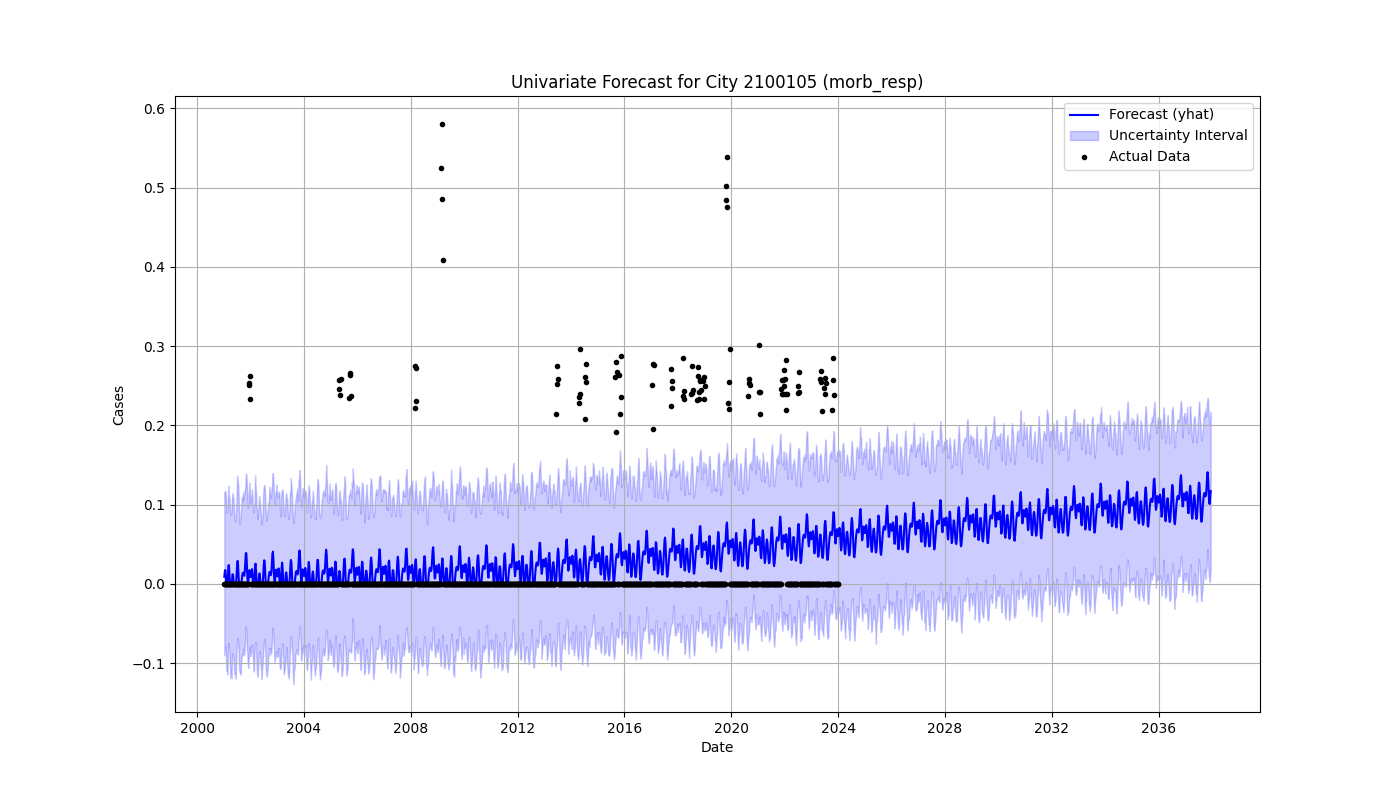 Univariate Forecast for City 2100105 (morb_resp)
Forecast (yhat)
Uncertainty Interval
Actual Data
Cases
0.6
0.5
0.4
0.3
0.2
0.1
0.0
−0.1
2000 2004 2008 2012 2016 2020 2024 2028 2032 2036
Date